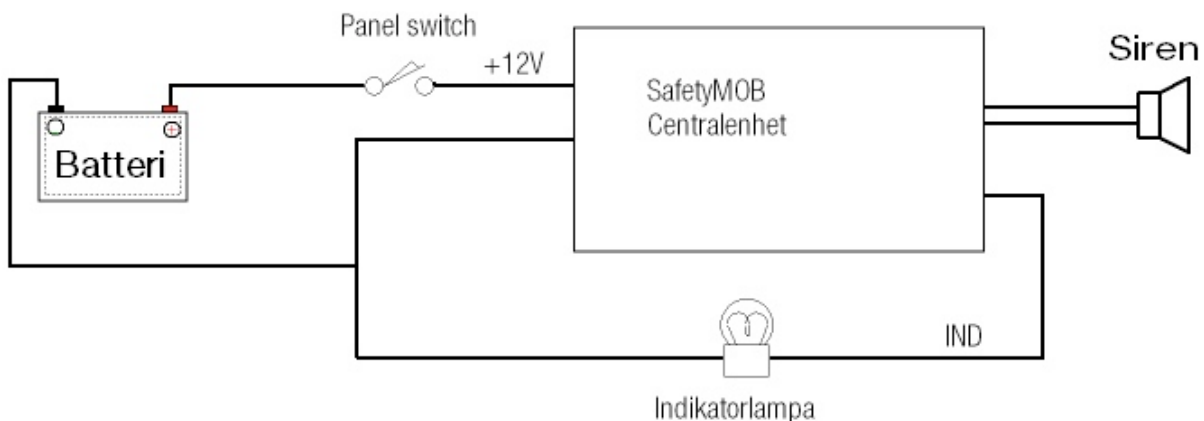 Panel switch
+12V
Siren
SafetyMOB
Centralenhet
Batteri
IND
Indikatorlampa